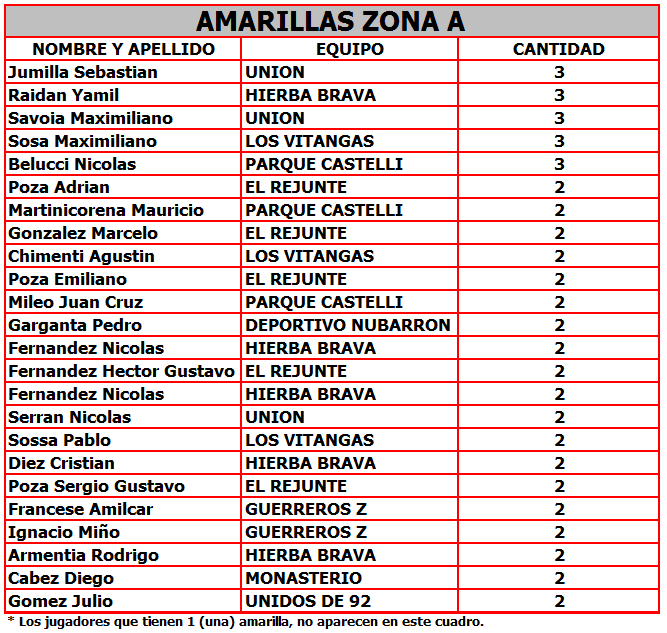 AMARILLAS ZONA A
NOMBRE Y APELLIDO EQUIPO CANTIDAD
Jumilla Sebastian UNION 3
Raidan Yamil HIERBA BRAVA 3
Savoia Maximiliano UNION 3
Sosa Maximiliano LOS VITANGAS 3
Belucci Nicolas PARQUE CASTELLI 3
Poza Adrian EL REJUNTE 2
Martinicorena Mauricio PARQUE CASTELLI 2
Gonzalez Marcelo EL REJUNTE 2
Chimenti Agustin LOS VITANGAS 2
Poza Emiliano EL REJUNTE 2
Mileo Juan Cruz PARQUE CASTELLI 2
Garganta Pedro DEPORTIVO NUBARRON 2
Fernandez Nicolas HIERBA BRAVA 2
Fernandez Hector Gustavo EL REJUNTE 2
Fernandez Nicolas HIERBA BRAVA 2
Serran Nicolas UNION 2
Sossa Pablo LOS VITANGAS 2
Diez Cristian HIERBA BRAVA 2
Poza Sergio Gustavo EL REJUNTE 2
Francese Amilcar GUERREROS Z 2
Ignacio Miño GUERREROS Z 2
Armentia Rodrigo HIERBA BRAVA 2
Cabez Diego MONASTERIO 2
Gomez Julio UNIDOS DE 92 2
* Los jugadores que tienen 1 (una) amarilla, no aparecen en este cuadro.